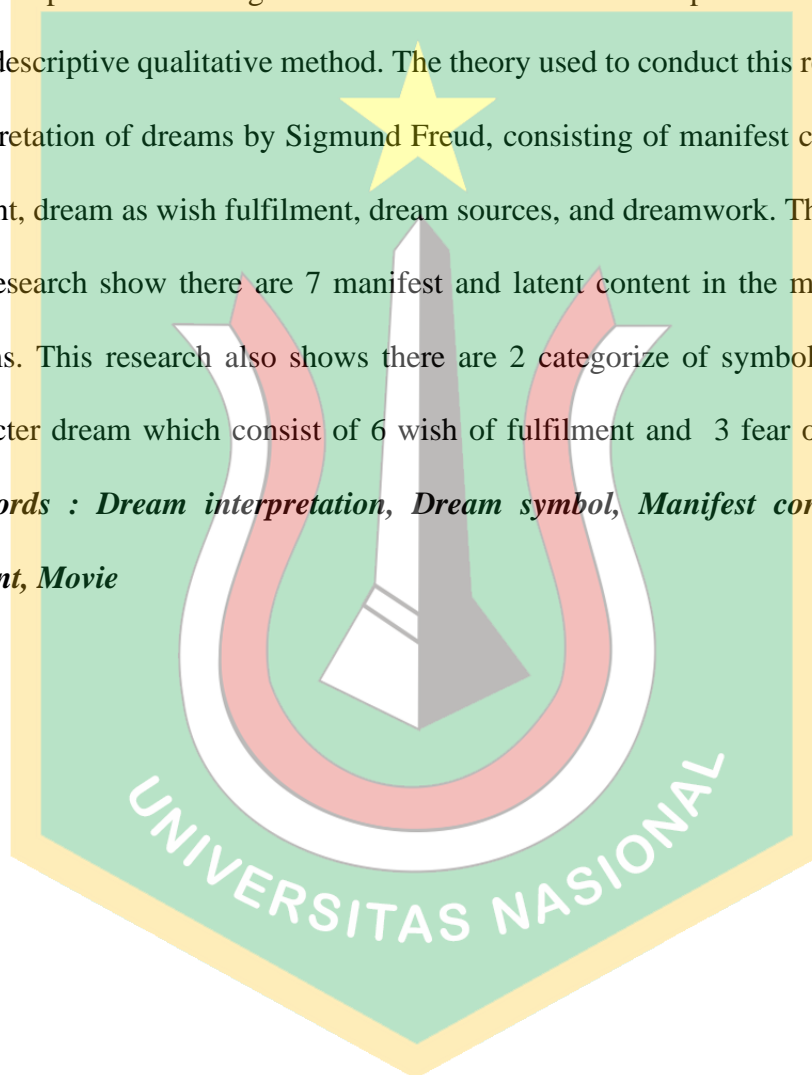 descriptive qualitative method. The theory used to conduct this r
retation of dreams by Sigmund Freud, consisting of manifest c
nt, dream as wish fulfilment, dream sources, and dreamwork. Th
esearch show there are 7 manifest and latent content in the m
ns. This research also shows there are 2 categorize of symbol
cter dream which consist of 6 wish of fulfilment and 3 fear o
ords : Dream interpretation, Dream symbol, Manifest con
nt, Movie
UNIVERSITAS NASIONAL